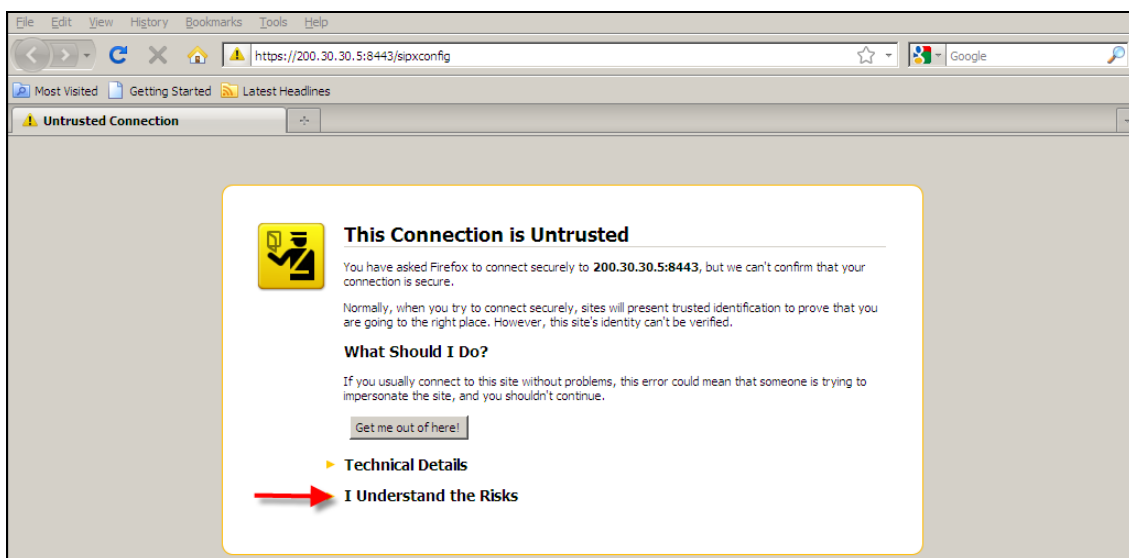 File Edit View History Bookmarks Tools Help
https://200.30.30.5:8443/sipxconfig
Google
Most Visited Getting Started Latest Headlines
Untrusted Connection
This Connection is Untrusted
You have asked Firefox to connect securely to 200.30.30.5:8443, but we can't confirm that your
connection is secure.
Normally, when you try to connect securely, sites will present trusted identification to prove that you
are going to the right place. However, this site's identity can't be verified.
What Should I Do?
If you usually connect to this site without problems, this error could mean that someone is trying to
impersonate the site, and you shouldn't continue.
Get me out of here!
Technical Details
I Understand the Risks